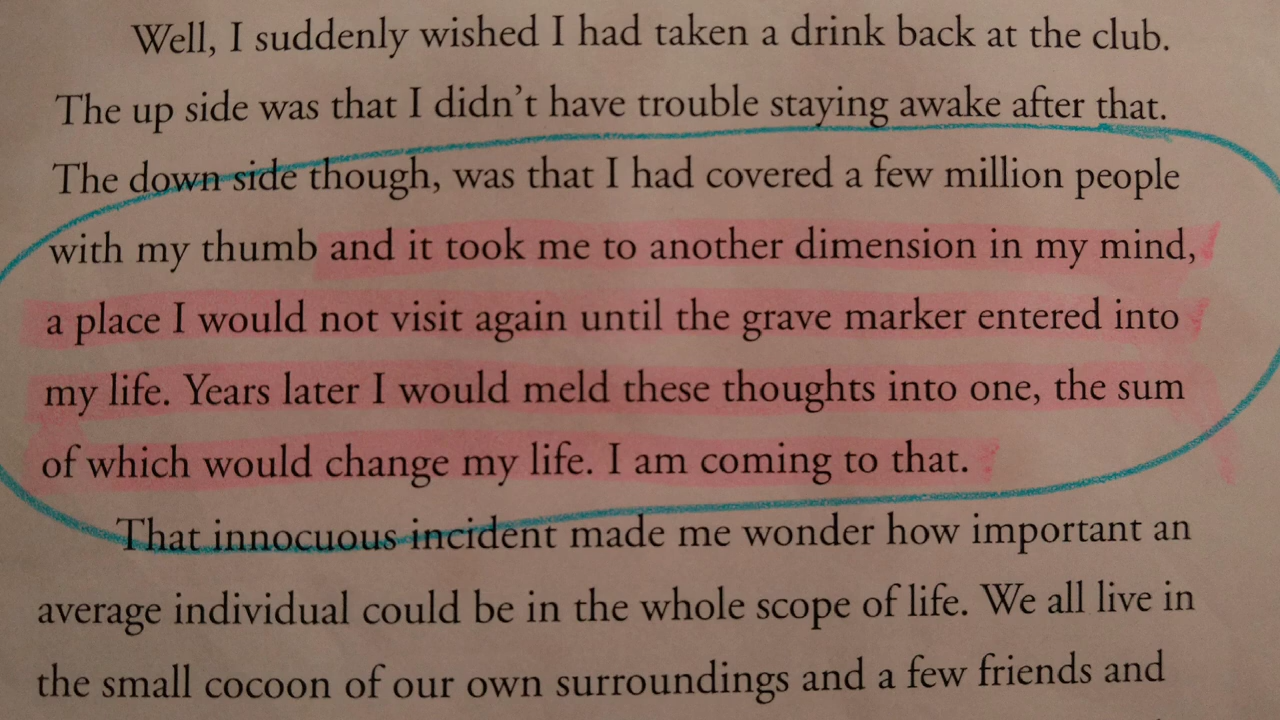 Well, I suddenly wished I had taken a drink back at the club.
The up side was that I didn't have trouble staying awake after that.
The down side though, was that I had covered a few million people
with my thumb and it took me to another dimension in my mind,
a place I would not visit again until the grave marker entered into
my life. Years later I would meld these thoughts into one, the sum
of which would change my life. I am coming to that.
That innocuous incident made me wonder how important an
average individual could be in the whole scope of life. We all live in
the small cocoon of our own surroundings and a few friends and